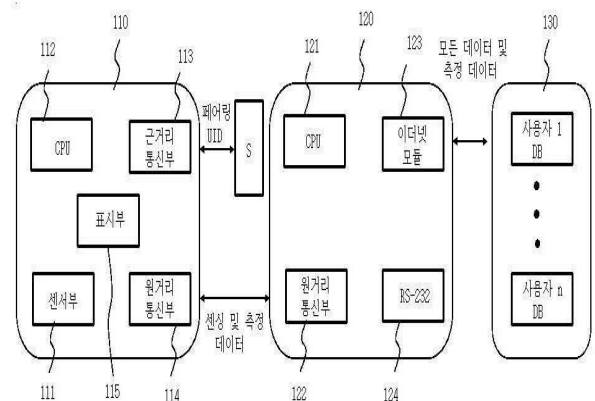 110
120
130
112
113
121
123
모든 데이터 및
측정 데이터
CPU
근거리
통신부
페어링
UID
S
CPU
이더넷
모듈
사용자 1
DB
표시부
센서부
원거리
통신부
센싱 및 측정
데이터
원거리
통신부
RS-232
사용자 n
DB
111
115
114
122
124